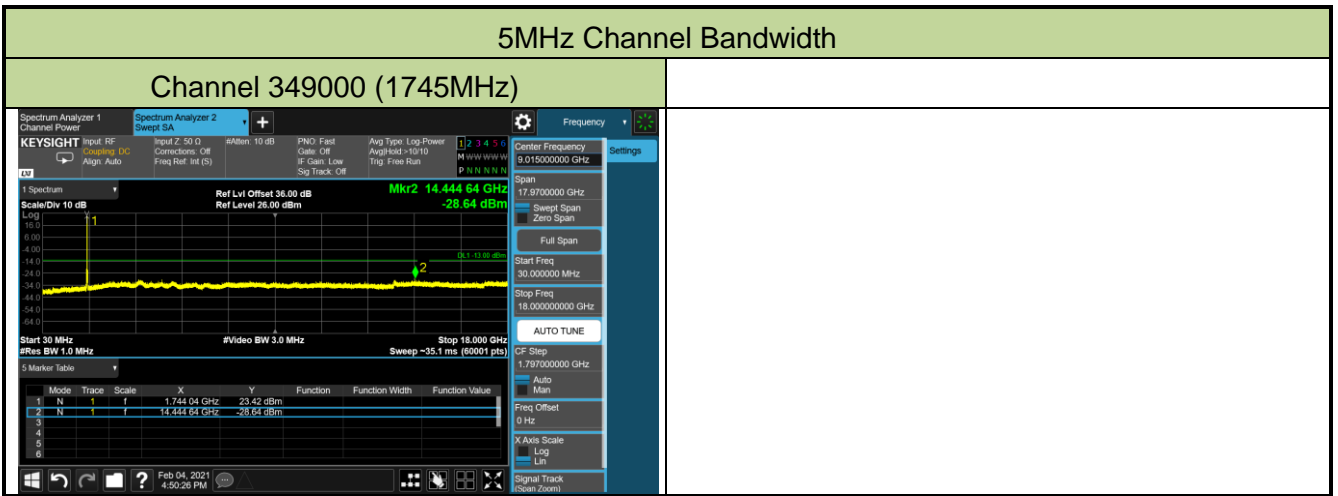 5MHz Channel Bandwidth
Channel 349000 (1745MHz)
Spectrum Analyzer 1
Channel Power
Spectrum Analyzer 2
Swept SA
+
Frequency
KEYSIGHT
Input: RF
Coupling: DC
Align: Auto
Input Z: 50 Ω
Corrections: Off
Freq Ref: Int (S)
#Atten: 10 dB
PNO: Fast
Gate: Off
IF Gain: Low
Sig Track: Off
Avg Type: Log-Power
Avg|Hold:>10/10
Trig: Free Run
1 2 3 4 5 6
M W W W W W
P N N N N N
LXI
1 Spectrum
Scale/Div 10 dB
Ref Lvl Offset 36.00 dB
Ref Level 26.00 dBm
Mkr2 14.444 64 GHz
-28.64 dBm
Log
16.0
6.00
-4.00
-14.0
-24.0
-34.0
-44.0
-54.0
-64.0
1
2
DL1 -13.00 dBm
Start 30 MHz
#Res BW 1.0 MHz
#Video BW 3.0 MHz
Stop 18.000 GHz
Sweep ~35.1 ms (60001 pts)
5 Marker Table
Mode Trace Scale X Y Function Function Width Function Value
1 N 1 f 1.744 04 GHz 23.42 dBm
2 N 1 f 14.444 64 GHz -28.64 dBm
3
4
5
6
Feb 04, 2021
4:50:26 PM
?
Center Frequency
9.015000000 GHz
Settings
Span
17.9700000 GHz
Swept Span
Zero Span
Full Span
Start Freq
30.000000 MHz
Stop Freq
18.000000000 GHz
AUTO TUNE
CF Step
1.797000000 GHz
Auto
Man
Freq Offset
0 Hz
X Axis Scale
Log
Lin
Signal Track
(Span Zoom)